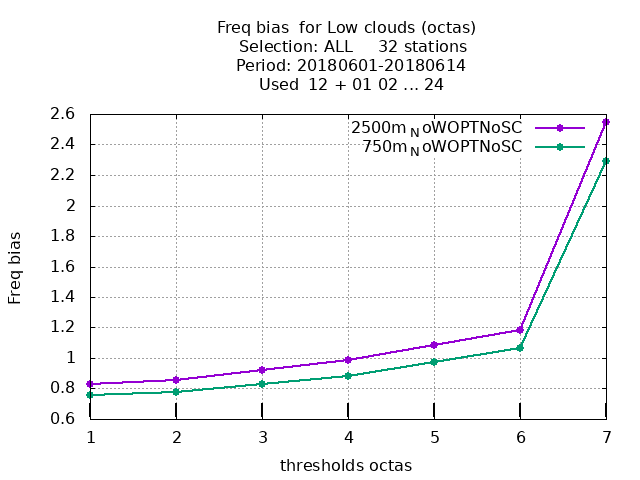 Freq bias  for Low clouds (octas)
Selection: ALL     32 stations
Period: 20180601-20180614
Used  12 + 01 02 ... 24
2500m_NoWOPTNoSC
750m_NoWOPTNoSC
2.6
2.4
2.2
2
1.8
1.6
1.4
1.2
1
0.8
0.6
Freq bias
1 2 3 4 5 6 7
thresholds octas